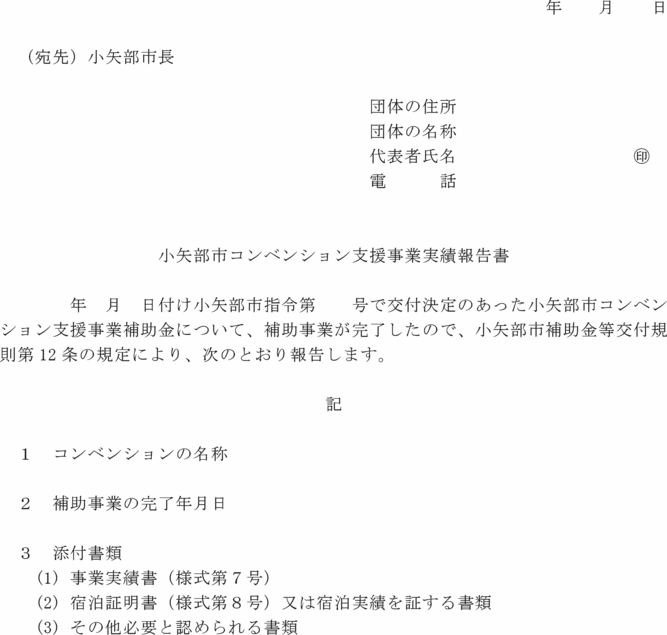 年　　月　　日
（宛先）小矢部市長
団体の住所
団体の名称
代表者氏名　　　　　　　　　　㊞
電　　　話
小矢部市コンベンション支援事業実績報告書
年　月　日付け小矢部市指令第　　号で交付決定のあった小矢部市コンベン
ション支援事業補助金について、補助事業が完了したので、小矢部市補助金等交付規
則第 12 条の規定により、次のとおり報告します。
記
１　コンベンションの名称
２　補助事業の完了年月日
３　添付書類
(1) 事業実績書（様式第７号）
(2) 宿泊証明書（様式第８号）又は宿泊実績を証する書類
(3) その他必要と認められる書類